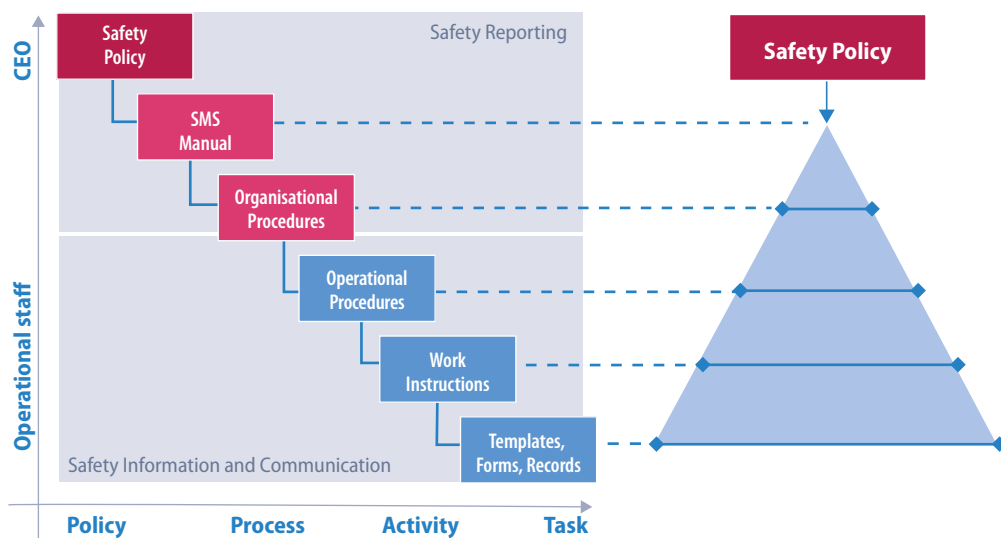 CEO
Operational staff
Safety Reporting
Safety
Policy
SMS
Manual
Organisational
Procedures
Operational
Procedures
Work
Instructions
Templates,
Forms, Records
Safety Information and Communication
Policy
Process
Activity
Task
Safety Policy